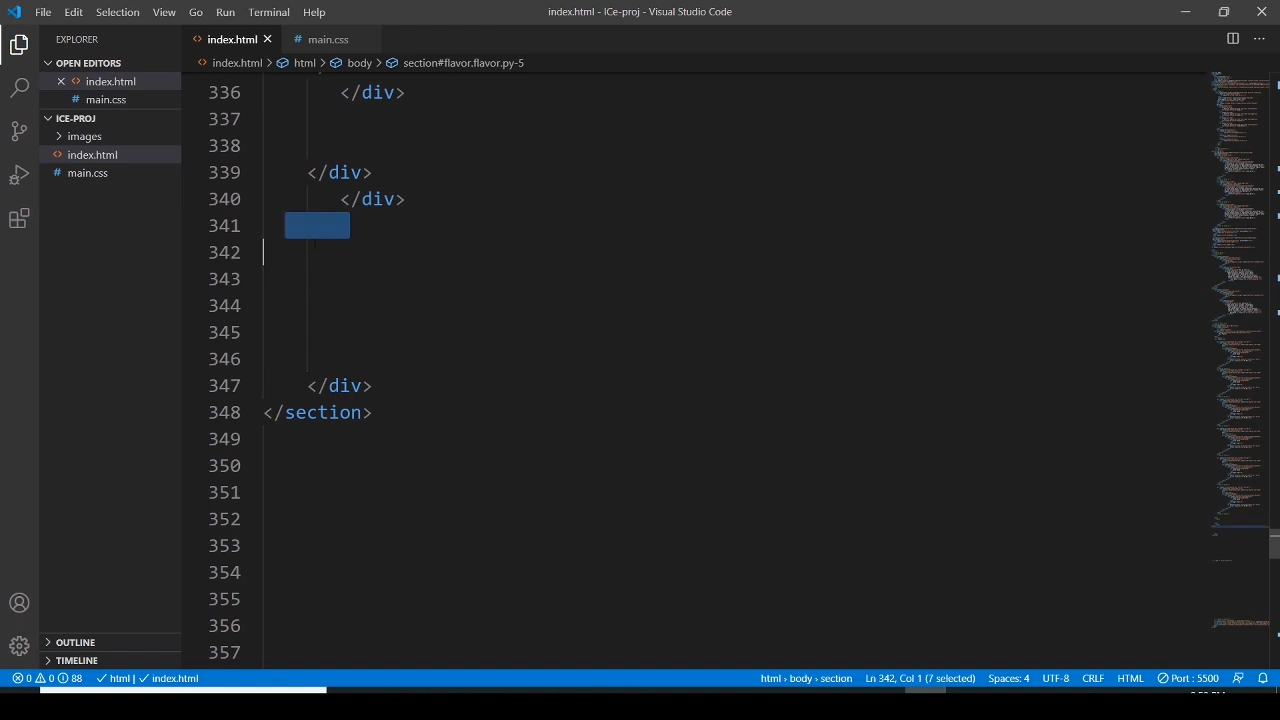 File Edit Selection View Go Run Terminal Help index.html - ICe-proj - Visual Studio Code
EXPLORER
OPEN EDITORS
index.html
main.css
ICE-PROJ
images
index.html
main.css
OUTLINE
TIMELINE
index.html main.css
index.html html body section#flavor.flavor.py-5
336 </div>
337
338
339 </div>
340 </div>
341
342
343
344
345
346
347 </div>
348 </section>
349
350
351
352
353
354
355
356
357
0 0 88 html | index.html html › body › section Ln 342, Col 1 (7 selected) Spaces: 4 UTF-8 CRLF HTML Port : 5500